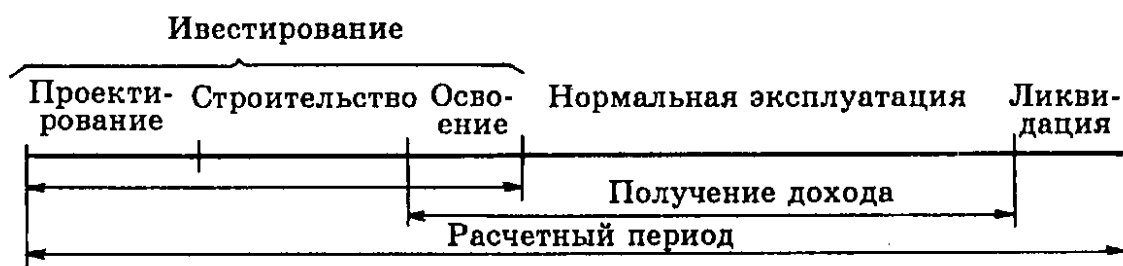 Ивестирование
Проекти-
рование
Строительство
Осво-
ение
Нормальная эксплуатация
Ликви-
дация
Получение дохода
Расчетный период